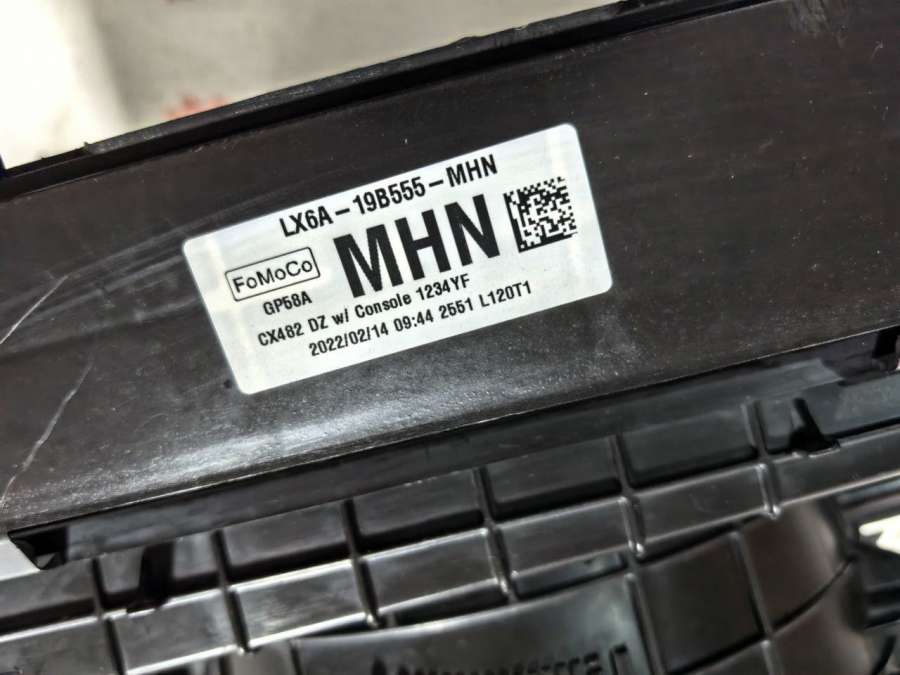 LX6A-19B555-MHN
FoMoCo
MHN
GP58A
CX482 DZ w/ Console 1234YF
2022/02/14 09:44 2551 L120T1